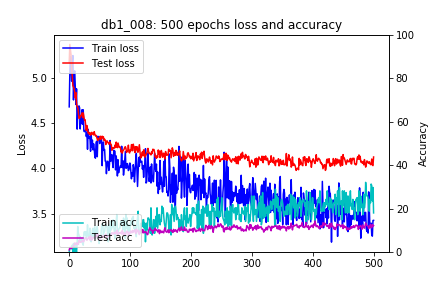 db1_008: 500 epochs loss and accuracy
Train loss
Test loss
Train acc
Test acc
Loss
5.0
4.5
4.0
3.5
Accuracy
100
80
60
40
20
0
0
100
200
300
400
500